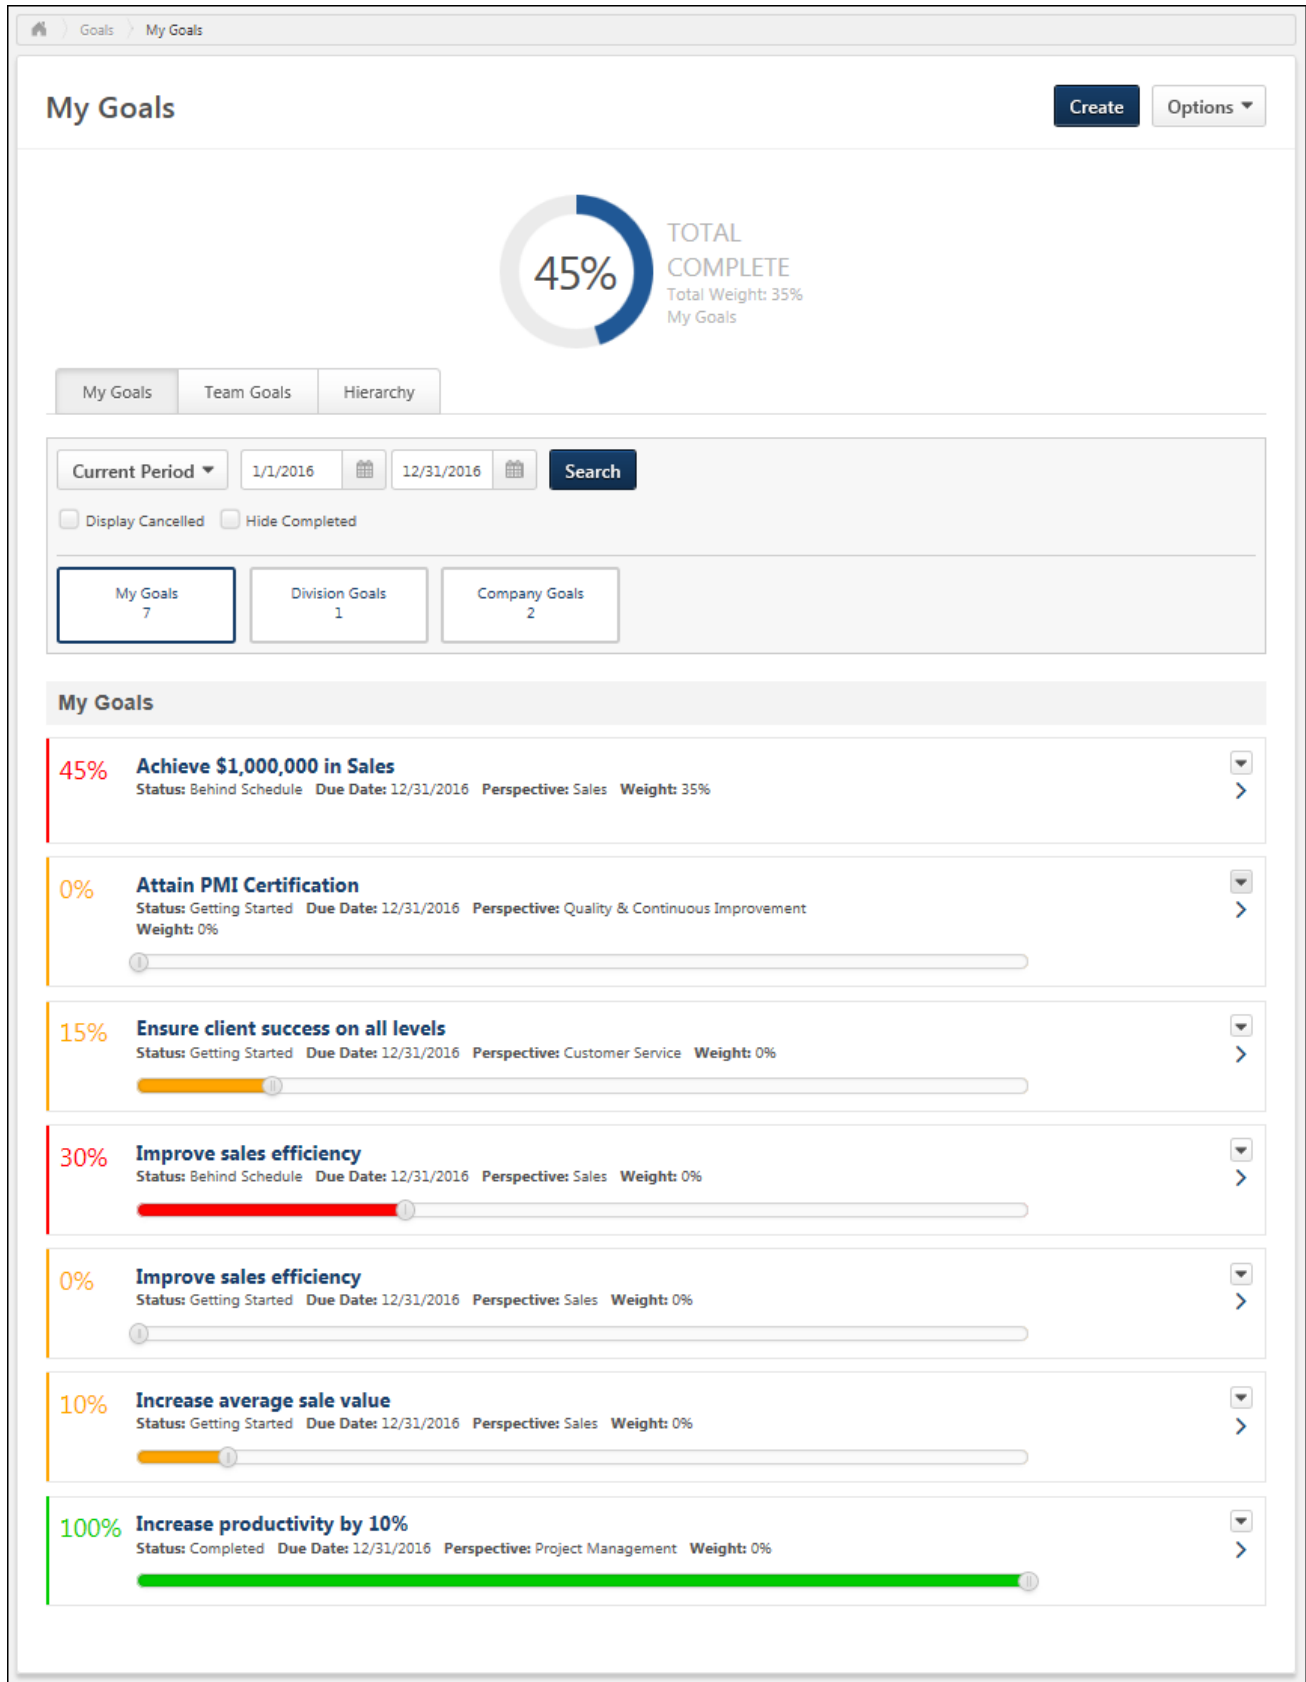 Goals My Goals
My Goals
Create
Options
45%
TOTAL
COMPLETE
Total Weight: 35%
My Goals
My Goals
Team Goals
Hierarchy
Current Period
1/1/2016
12/31/2016
Search
Display Cancelled
Hide Completed
My Goals
7
Division Goals
1
Company Goals
2
My Goals
45%
Achieve $1,000,000 in Sales
Status: Behind Schedule Due Date: 12/31/2016 Perspective: Sales Weight: 35%
0%
Attain PMI Certification
Status: Getting Started Due Date: 12/31/2016 Perspective: Quality & Continuous Improvement
Weight: 0%
15%
Ensure client success on all levels
Status: Getting Started Due Date: 12/31/2016 Perspective: Customer Service Weight: 0%
30%
Improve sales efficiency
Status: Behind Schedule Due Date: 12/31/2016 Perspective: Sales Weight: 0%
0%
Improve sales efficiency
Status: Getting Started Due Date: 12/31/2016 Perspective: Sales Weight: 0%
10%
Increase average sale value
Status: Getting Started Due Date: 12/31/2016 Perspective: Sales Weight: 0%
100%
Increase productivity by 10%
Status: Completed Due Date: 12/31/2016 Perspective: Project Management Weight: 0%